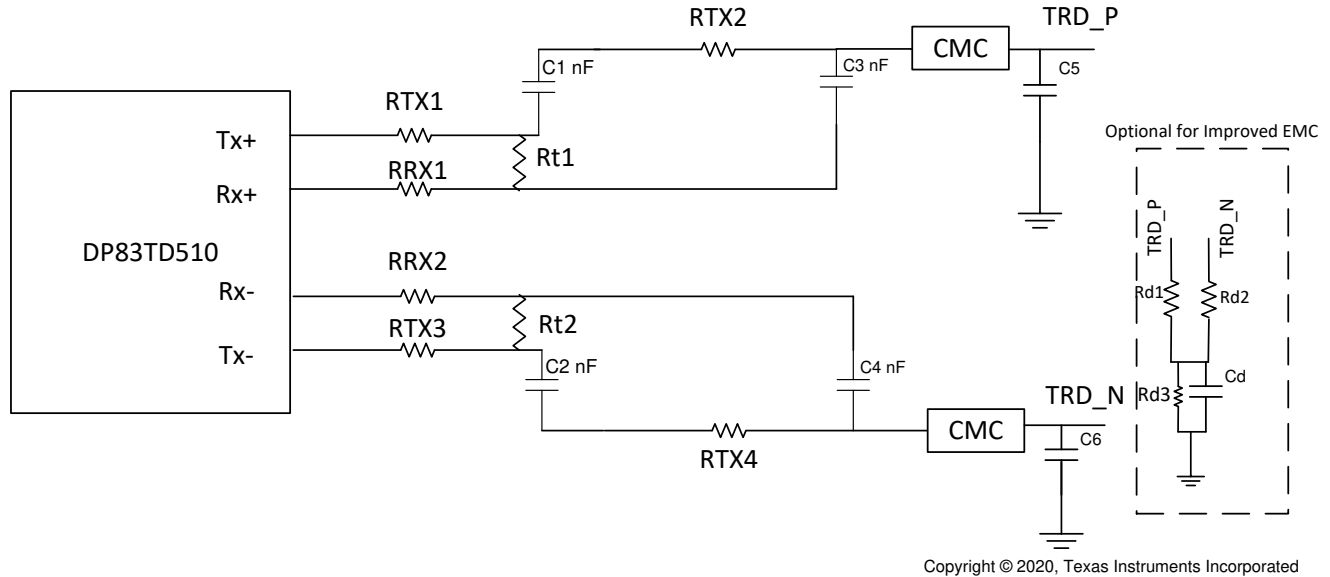 RTX2
TRD_P
CMC
C1 nF
C3 nF
C5
RTX1
Tx+
Rt1
RRX1
Rx+
DP83TD510
RRX2
Rx-
Rt2
RTX3
Tx-
C2 nF
C4 nF
TRD_N
CMC
C6
RTX4
Optional for Improved EMC
TRD_P
TRD_N
Rd1
Rd2
Rd3
Cd
Copyright © 2020, Texas Instruments Incorporated